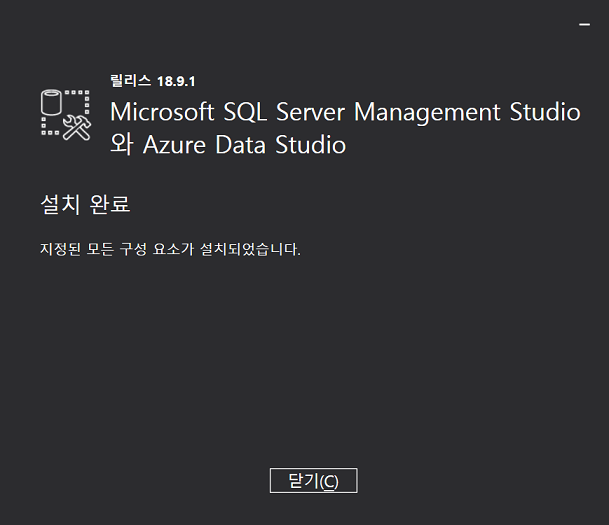 릴리스 18.9.1
Microsoft SQL Server Management Studio
와 Azure Data Studio
설치 완료
지정된 모든 구성 요소가 설치되었습니다.
닫기(C)